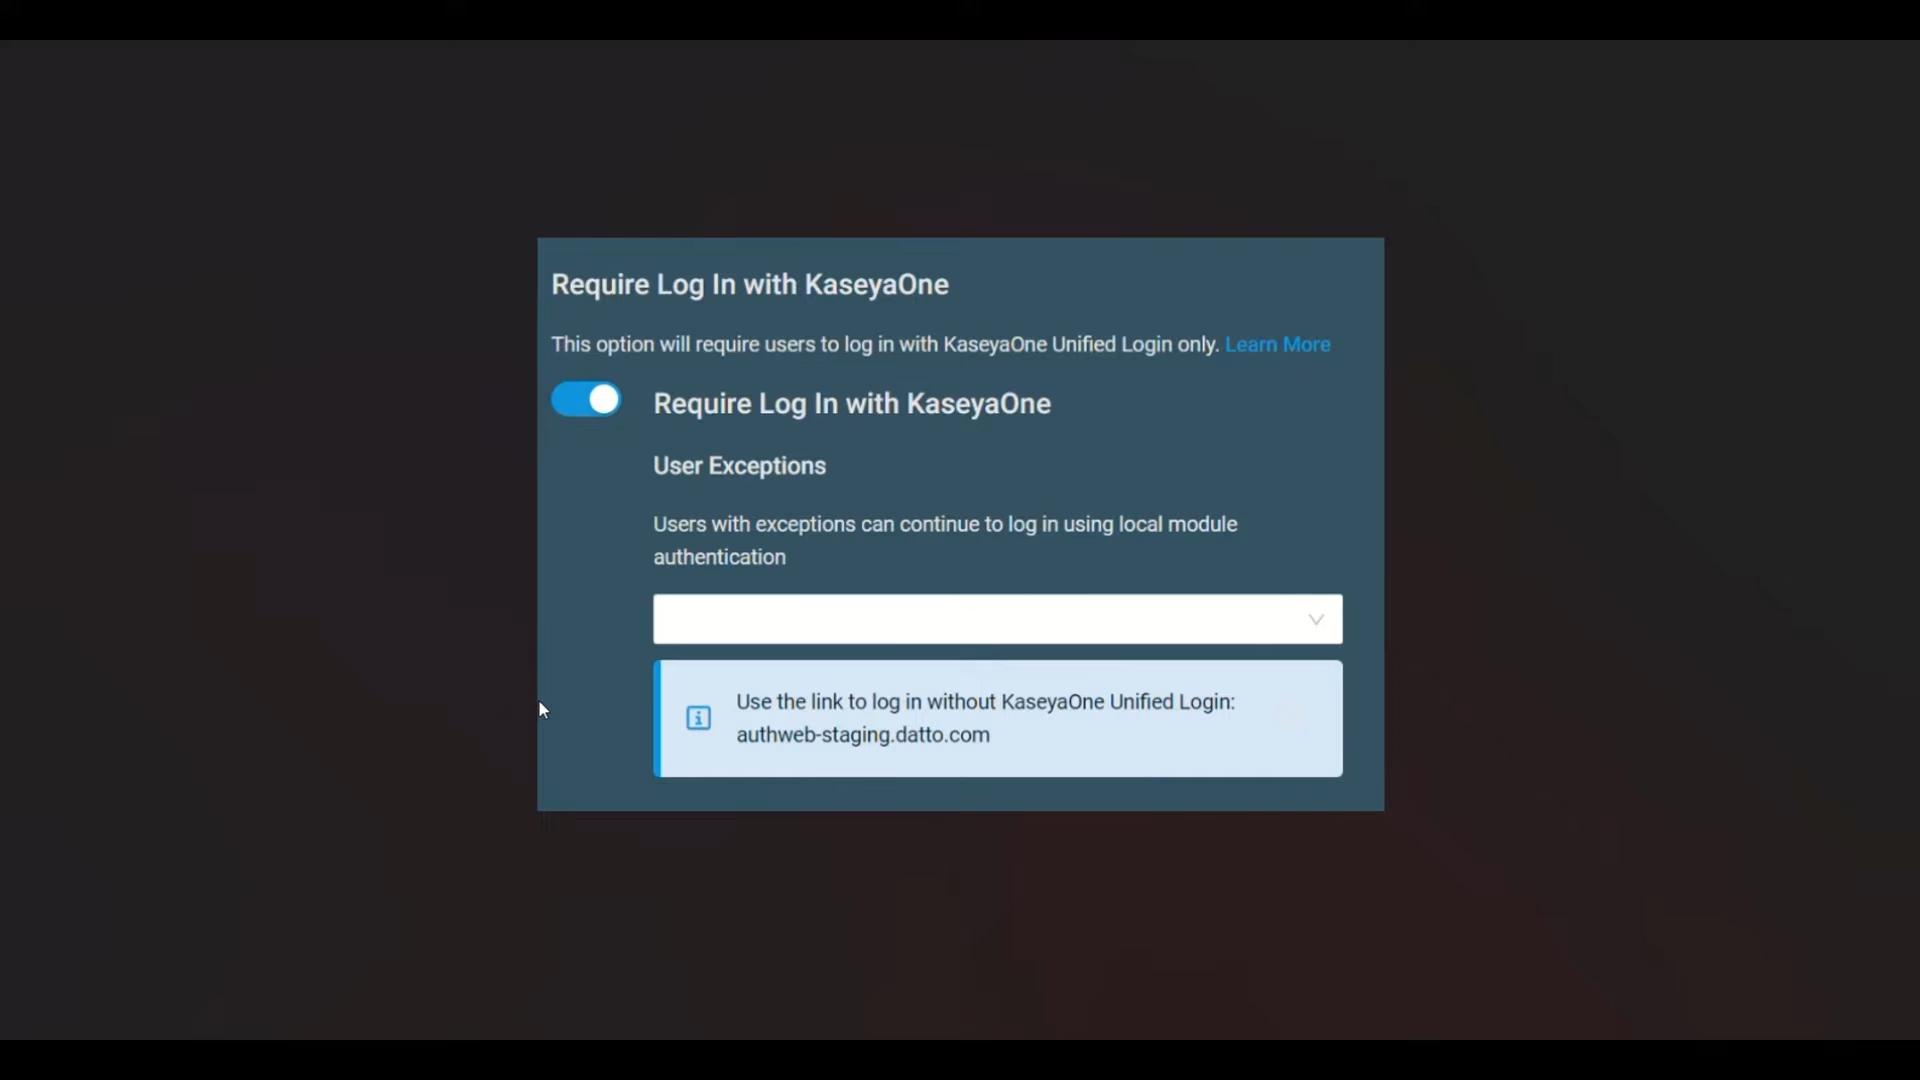 Require Log In with KaseyaOne
This option will require users to log in with KaseyaOne Unified Login only. Learn More
Require Log In with KaseyaOne
User Exceptions
Users with exceptions can continue to log in using local module
authentication
Use the link to log in without KaseyaOne Unified Login:
authweb-staging.datto.com